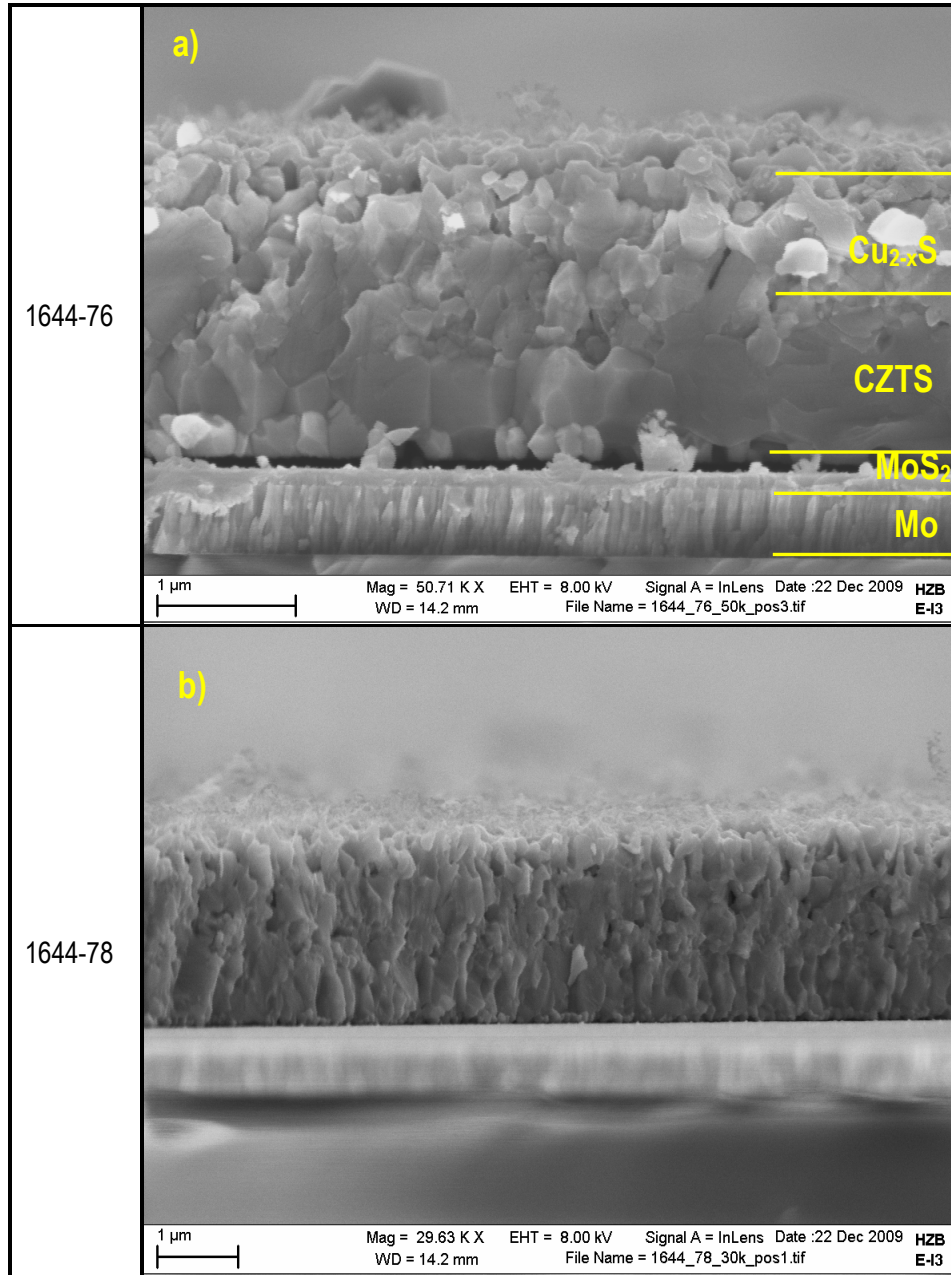 a)
1644-76
Cu2-xS
CZTS
MoS2
Mo
1 µm
Mag = 50.71 K X EHT = 8.00 kV Signal A = InLens Date :22 Dec 2009 HZB
WD = 14.2 mm File Name = 1644_76_50k_pos3.tif E-I3
b)
1644-78
1 µm
Mag = 29.63 K X EHT = 8.00 kV Signal A = InLens Date :22 Dec 2009 HZB
WD = 14.2 mm File Name = 1644_78_30k_pos1.tif E-I3